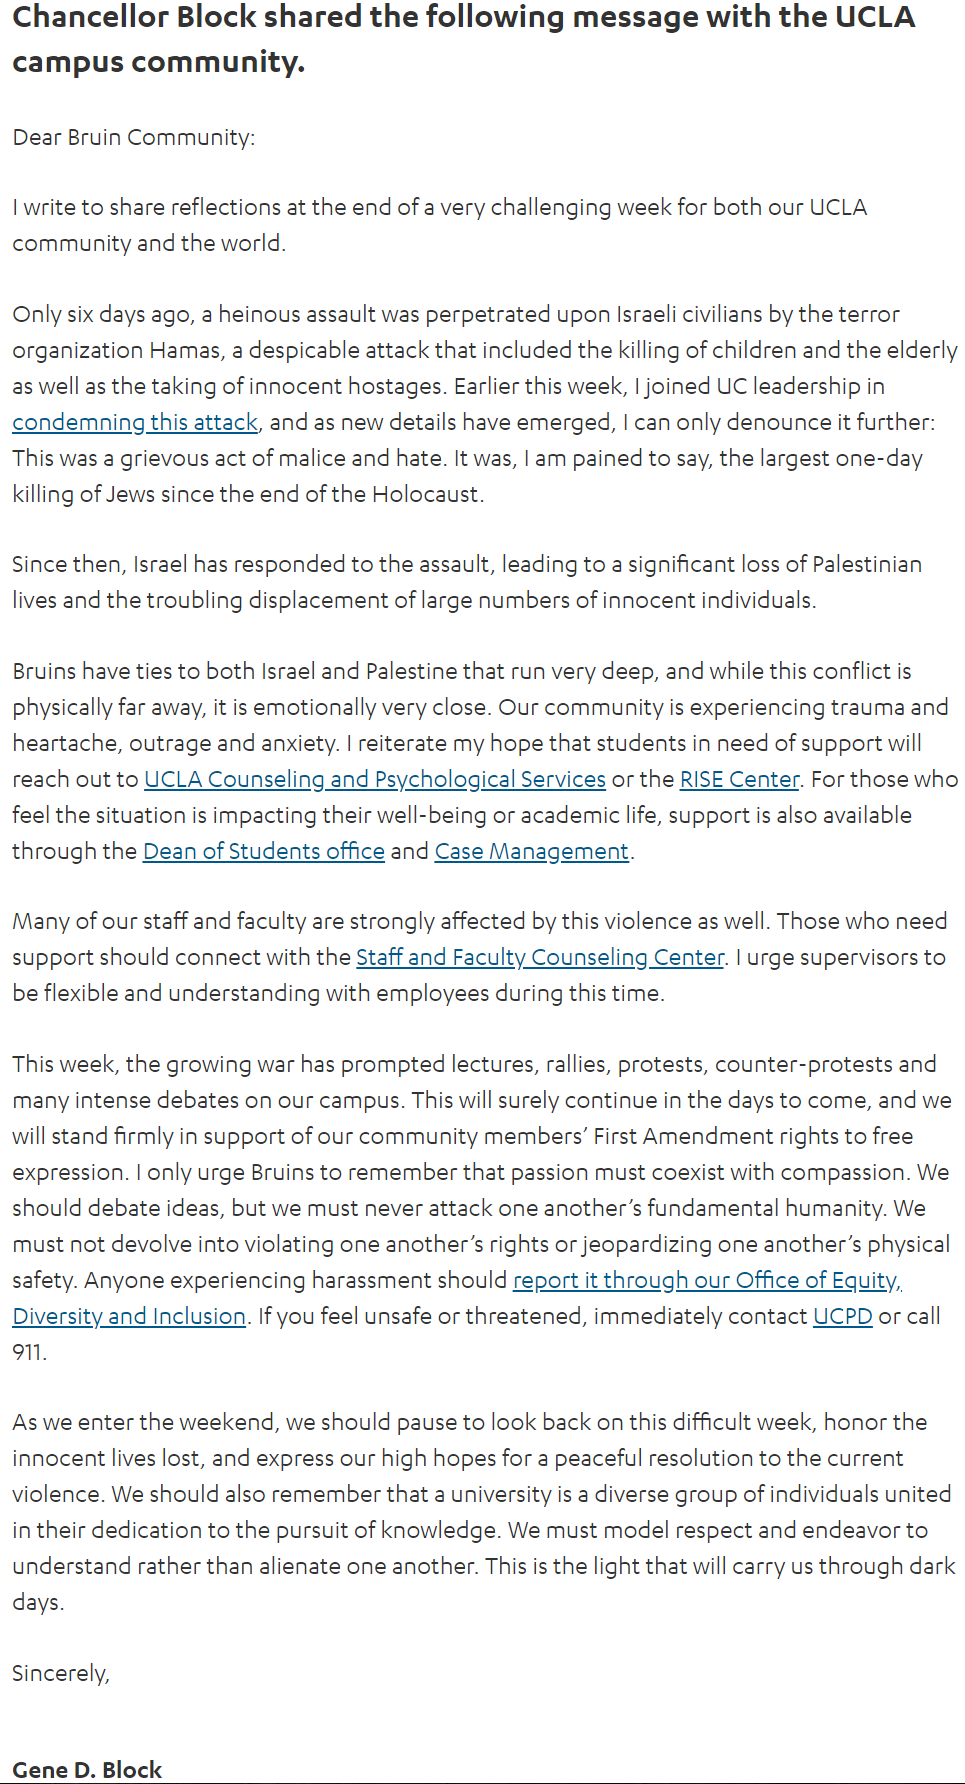 Chancellor Block shared the following message with the UCLA
campus community.
Dear Bruin Community:
I write to share reflections at the end of a very challenging week for both our UCLA
community and the world.
Only six days ago, a heinous assault was perpetrated upon Israeli civilians by the terror
organization Hamas, a despicable attack that included the killing of children and the elderly
as well as the taking of innocent hostages. Earlier this week, I joined UC leadership in
condemning this attack, and as new details have emerged, I can only denounce it further:
This was a grievous act of malice and hate. It was, I am pained to say, the largest one-day
killing of Jews since the end of the Holocaust.
Since then, Israel has responded to the assault, leading to a significant loss of Palestinian
lives and the troubling displacement of large numbers of innocent individuals.
Bruins have ties to both Israel and Palestine that run very deep, and while this conflict is
physically far away, it is emotionally very close. Our community is experiencing trauma and
heartache, outrage and anxiety. I reiterate my hope that students in need of support will
reach out to UCLA Counseling and Psychological Services or the RISE Center. For those who
feel the situation is impacting their well-being or academic life, support is also available
through the Dean of Students office and Case Management.
Many of our staff and faculty are strongly affected by this violence as well. Those who need
support should connect with the Staff and Faculty Counseling Center. I urge supervisors to
be flexible and understanding with employees during this time.
This week, the growing war has prompted lectures, rallies, protests, counter-protests and
many intense debates on our campus. This will surely continue in the days to come, and we
will stand firmly in support of our community members’ First Amendment rights to free
expression. I only urge Bruins to remember that passion must coexist with compassion. We
should debate ideas, but we must never attack one another’s fundamental humanity. We
must not devolve into violating one another’s rights or jeopardizing one another’s physical
safety. Anyone experiencing harassment should report it through our Office of Equity,
Diversity and Inclusion. If you feel unsafe or threatened, immediately contact UCPD or call
911.
As we enter the weekend, we should pause to look back on this difficult week, honor the
innocent lives lost, and express our high hopes for a peaceful resolution to the current
violence. We should also remember that a university is a diverse group of individuals united
in their dedication to the pursuit of knowledge. We must model respect and endeavor to
understand rather than alienate one another. This is the light that will carry us through dark
days.
Sincerely,
Gene D. Block